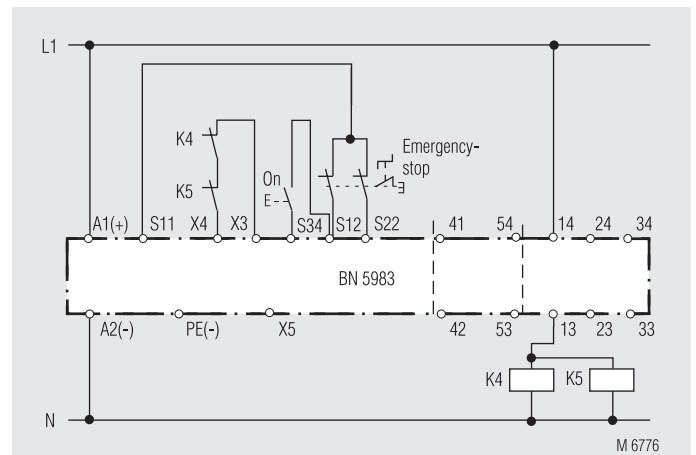 L1
K4
K5
On
E
Emergency-
stop
A1(+) S11 X4 X3 S34 S12 S22 41 54 14 24 34
BN 5983
A2(-) PE(-) X5 42 53 13 23 33
K4 K5
N
M 6776